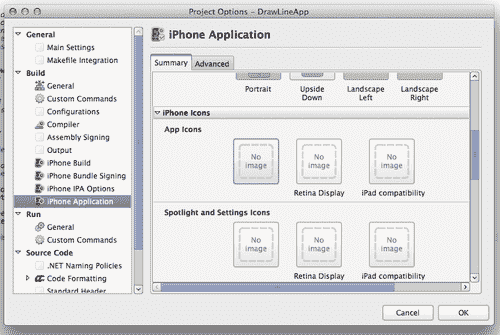 Project Options – DrawLineApp
General
Main Settings
Makefile Integration
Build
General
Custom Commands
Configurations
Compiler
Assembly Signing
Output
iPhone Build
iPhone Bundle Signing
iPhone IPA Options
iPhone Application
Run
General
Custom Commands
Source Code
.NET Naming Policies
Code Formatting
Standard Header
iPhone Application
Summary Advanced
Portrait Upside Down Landscape Left Landscape Right
iPhone Icons
App Icons
No image No image No image
Retina Display iPad compatibility
Spotlight and Settings Icons
No image No image No image
Retina Display iPad compatibility
Cancel OK